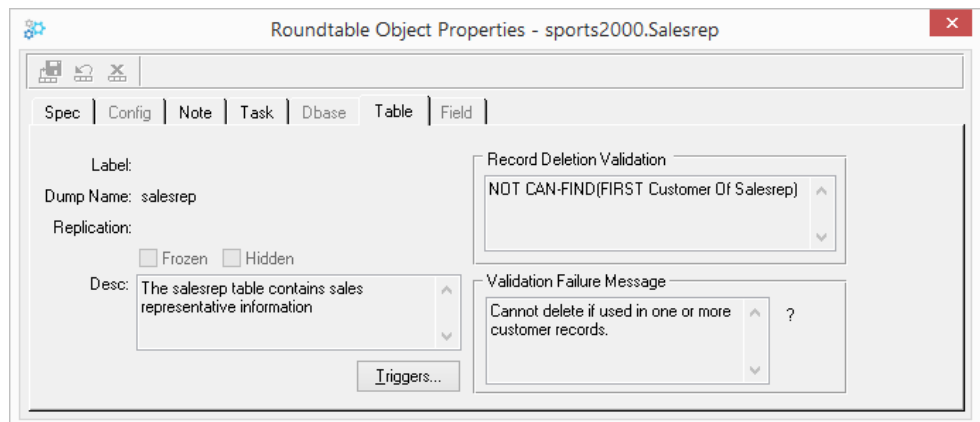 Roundtable Object Properties - sports2000.Salesrep
Spec Config Note Task Dbase Table Field
Label:
Dump Name: salesrep
Replication:
Frozen Hidden
Desc: The salesrep table contains sales
representative information
Triggers...
Record Deletion Validation
NOT CAN-FIND(FIRST Customer Of Salesrep)
Validation Failure Message
Cannot delete if used in one or more
customer records.
?